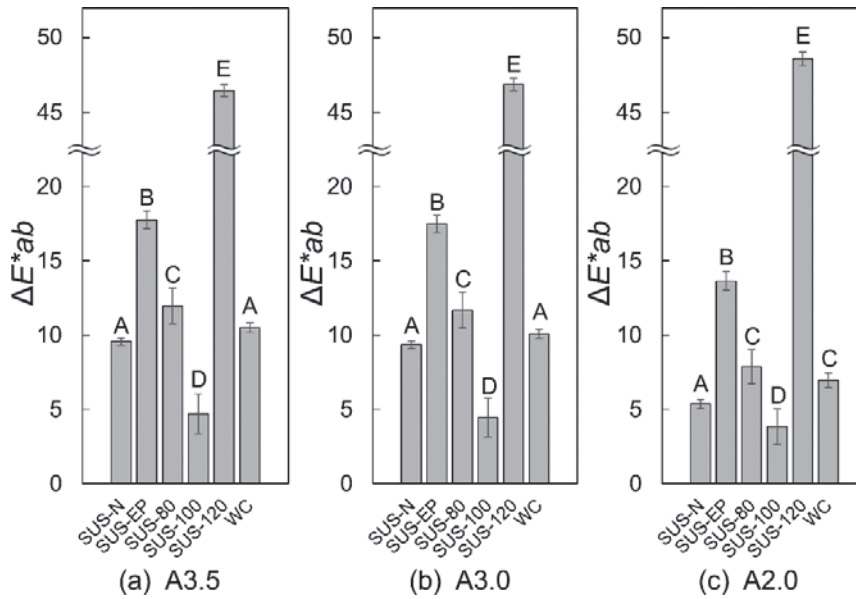 50
45
20
15
10
5
0
ΔE*ab
A
B
C
D
E
A
SUS-N
SUS-EP
SUS-80
SUS-100
SUS-120
WC
(a) A3.5
50
45
20
15
10
5
0
ΔE*ab
A
B
C
D
E
A
SUS-N
SUS-EP
SUS-80
SUS-100
SUS-120
WC
(b) A3.0
50
45
20
15
10
5
0
ΔE*ab
A
B
C
D
E
C
SUS-N
SUS-EP
SUS-80
SUS-100
SUS-120
WC
(c) A2.0